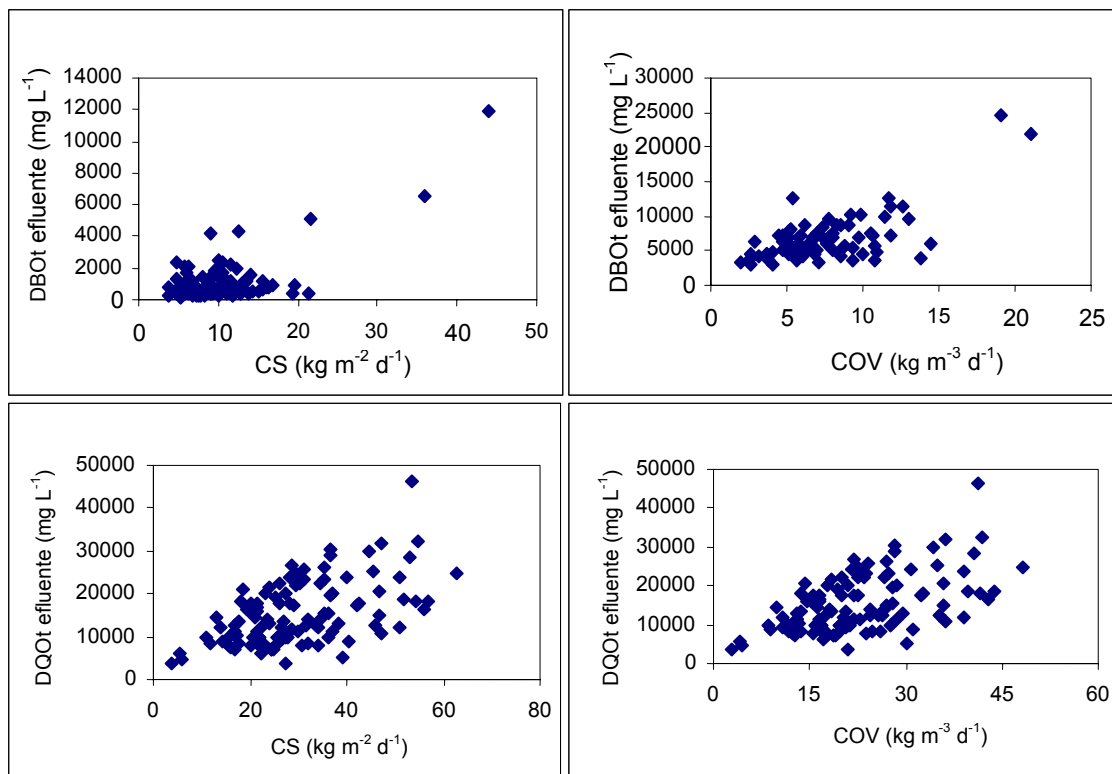 DBOt efluente (mg L⁻¹)
14000
12000
10000
8000
6000
4000
2000
0
0 10 20 30 40 50
CS (kg m⁻² d⁻¹)
DBOt efluente (mg L⁻¹)
30000
25000
20000
15000
10000
5000
0
0 5 10 15 20 25
COV (kg m⁻³ d⁻¹)
DQOt efluente (mg L⁻¹)
50000
40000
30000
20000
10000
0
0 20 40 60 80
CS (kg m⁻² d⁻¹)
DQOt efluente (mg L⁻¹)
50000
40000
30000
20000
10000
0
0 15 30 45 60
COV (kg m⁻³ d⁻¹)